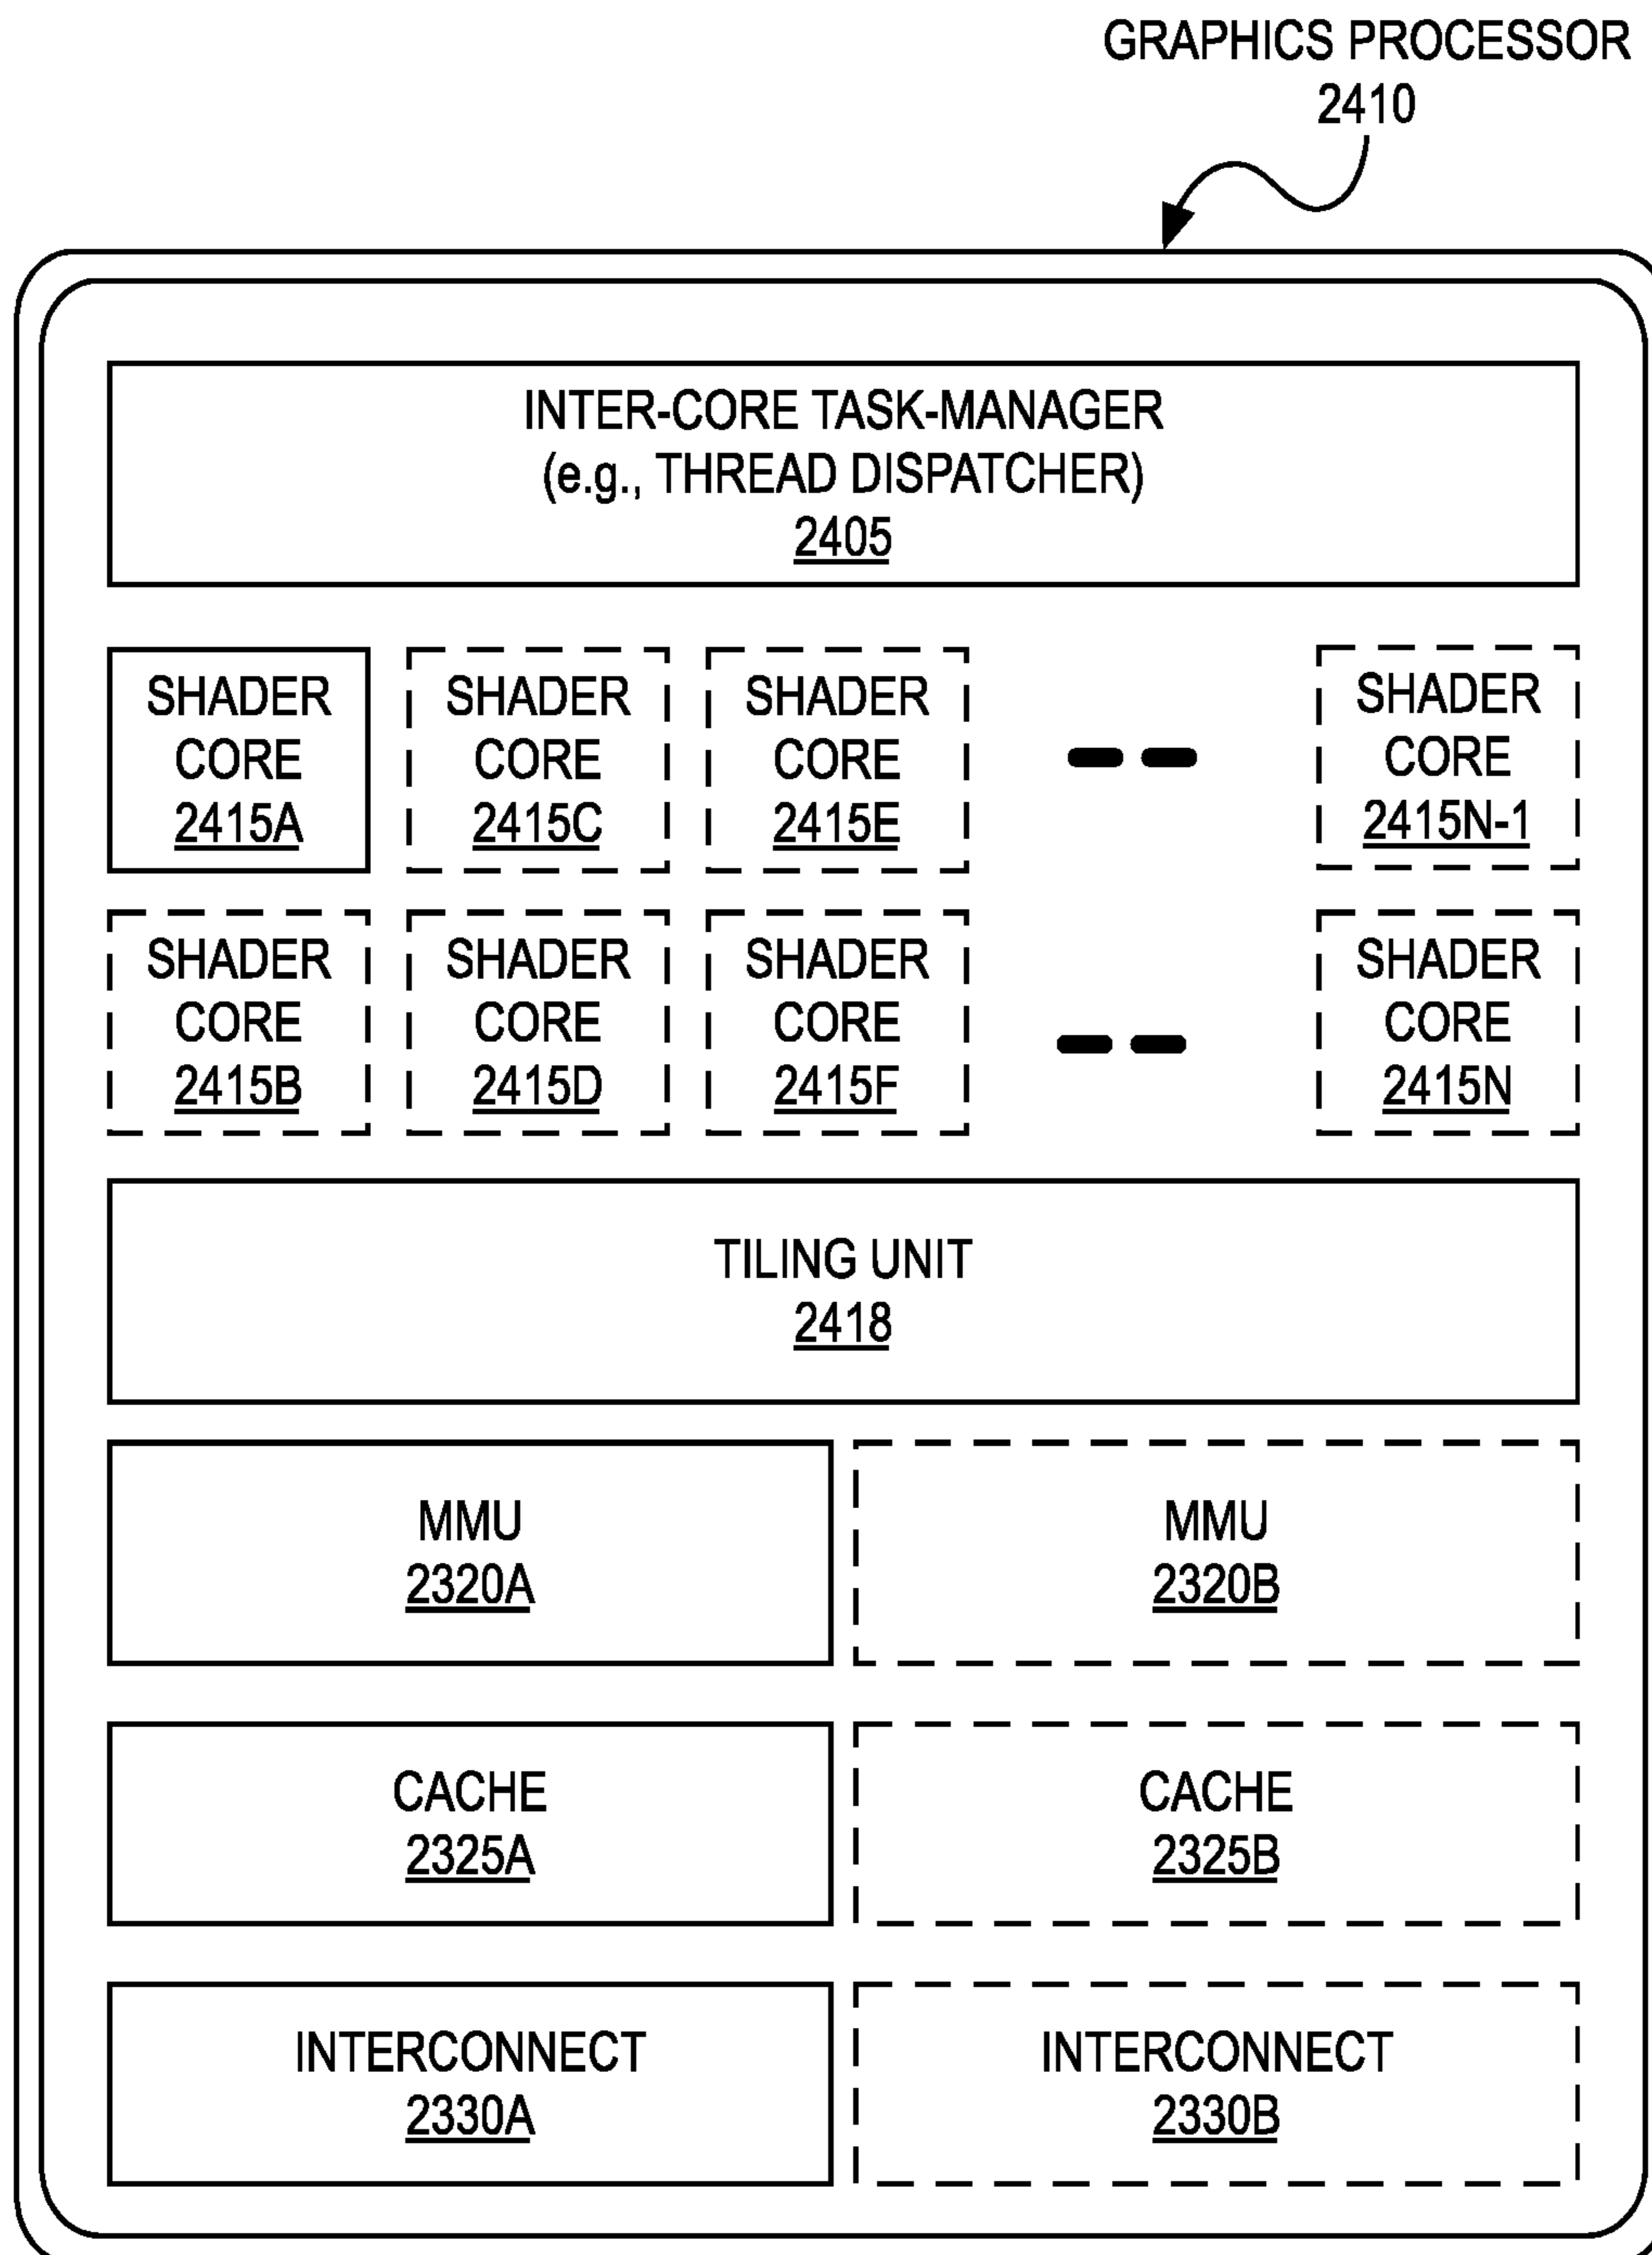 GRAPHICS PROCESSOR
2410
INTER-CORE TASK-MANAGER
(e.g., THREAD DISPATCHER)
2405
SHADER
CORE
2415A
SHADER
CORE
2415C
SHADER
CORE
2415E
SHADER
CORE
2415N-1
SHADER
CORE
2415B
SHADER
CORE
2415D
SHADER
CORE
2415F
SHADER
CORE
2415N
TILING UNIT
2418
MMU
2320A
MMU
2320B
CACHE
2325A
CACHE
2325B
INTERCONNECT
2330A
INTERCONNECT
2330B